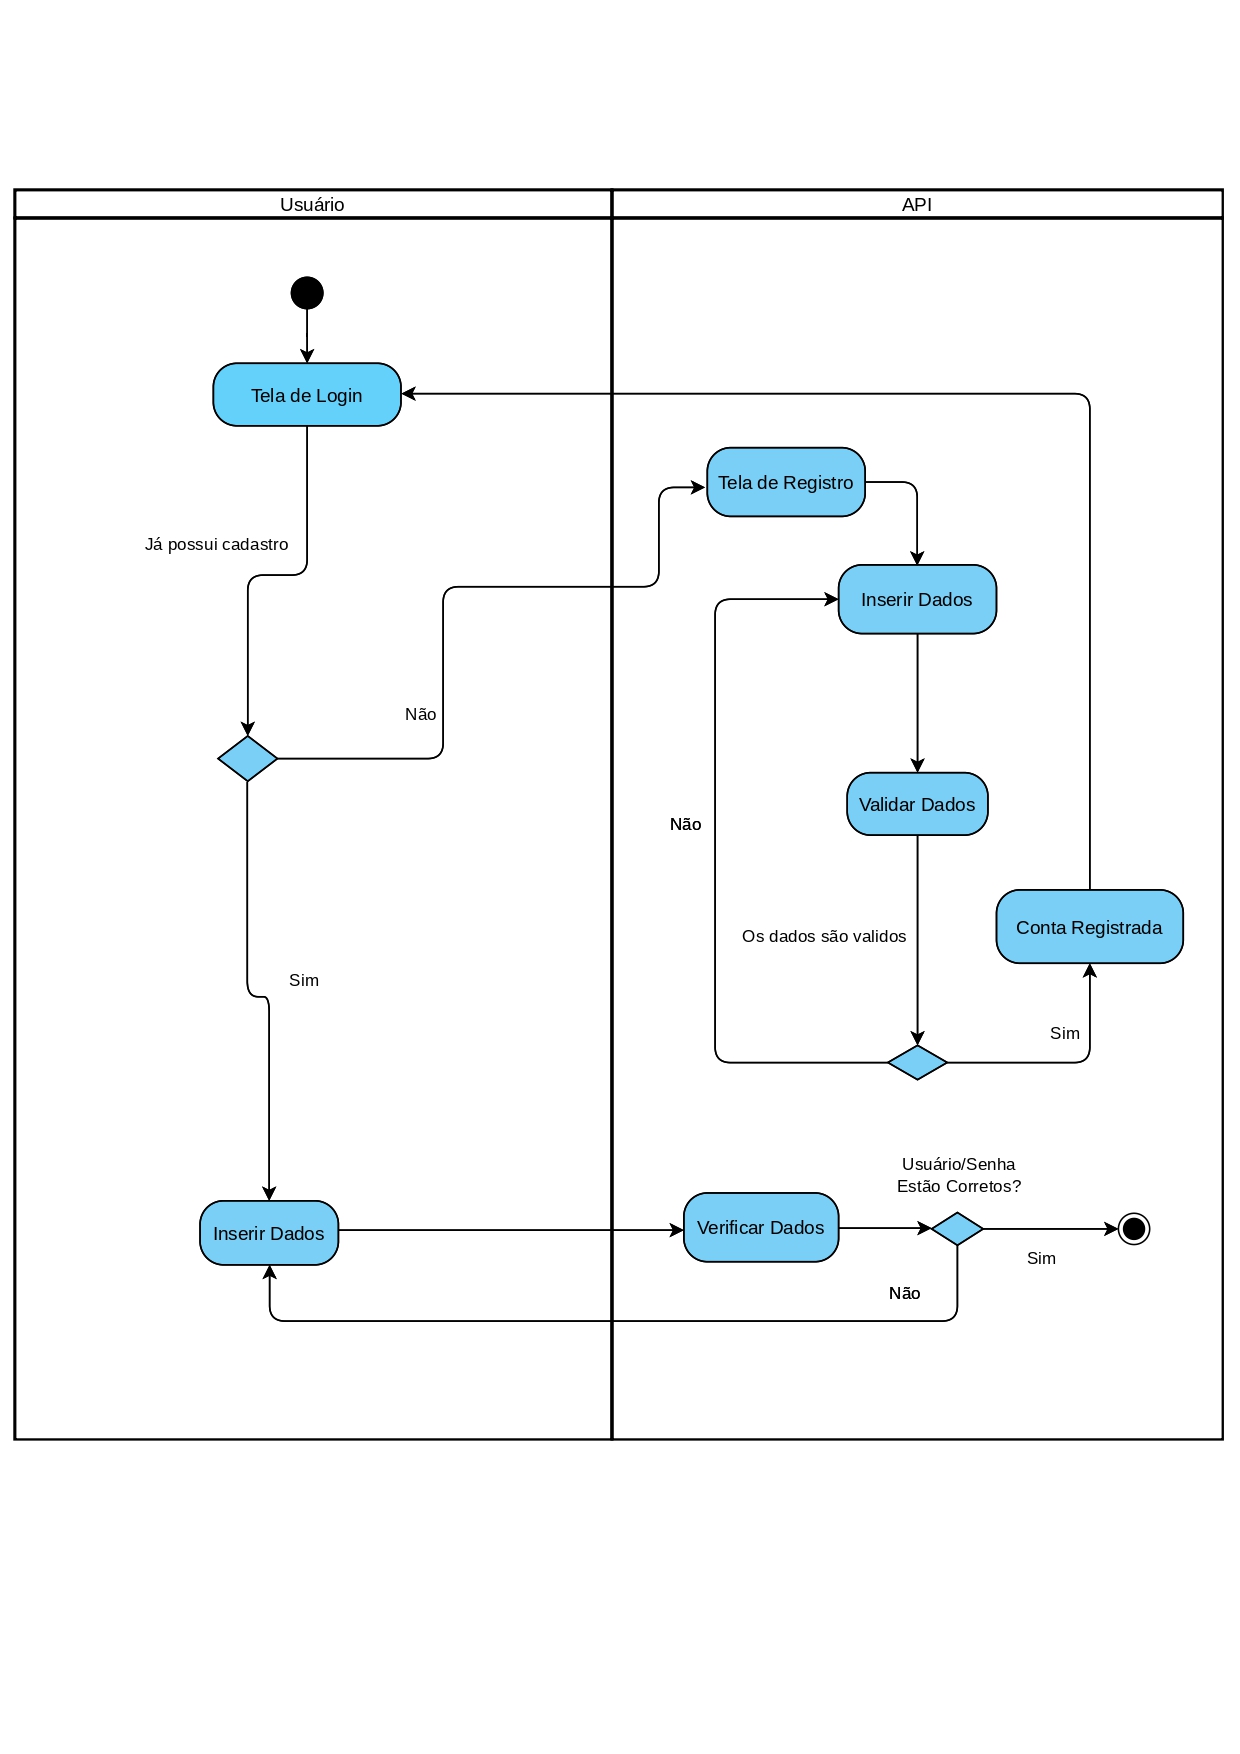 Usuário
API
Tela de Login
Tela de Registro
Já possui cadastro
Inserir Dados
Não
Validar Dados
Não
Conta Registrada
Os dados são validos
Sim
Sim
Usuário/Senha
Estão Corretos?
Inserir Dados
Verificar Dados
Sim
Não